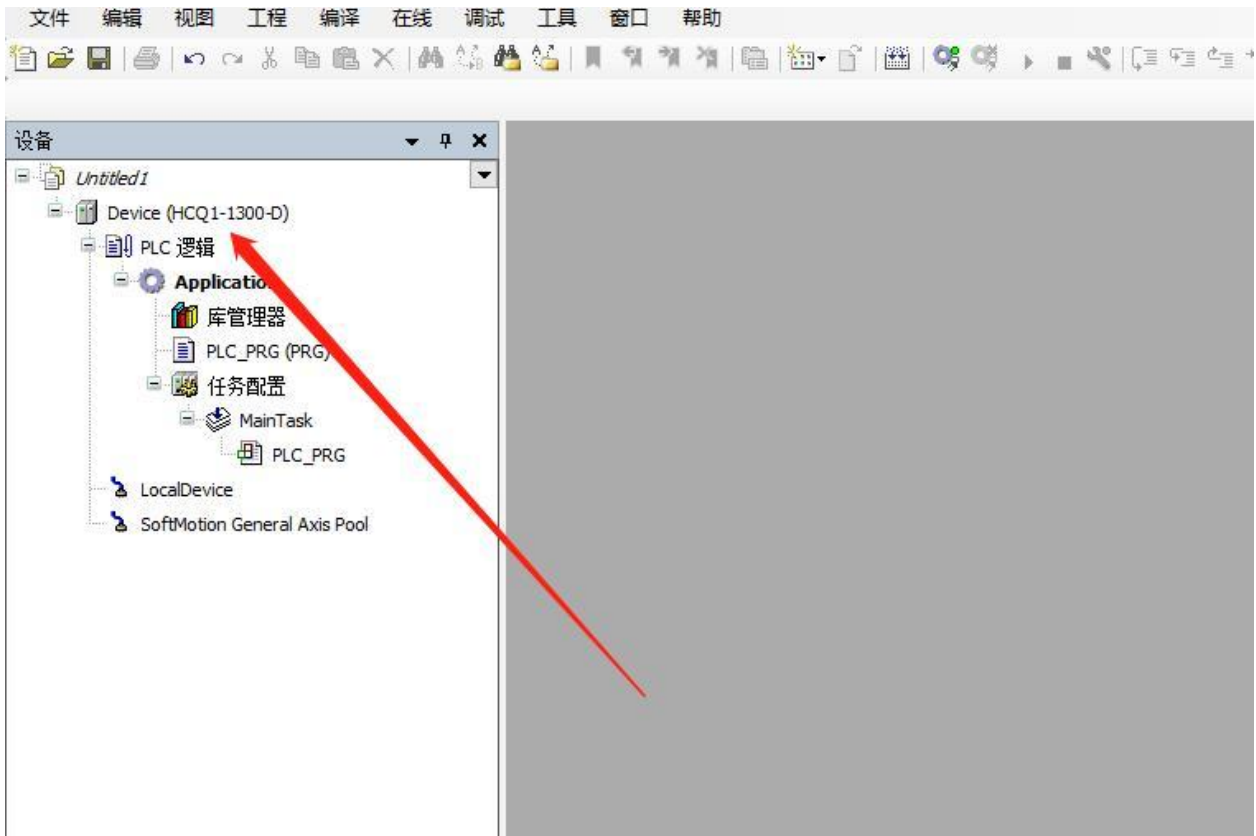 文件 编辑 视图 工程 编译 在线 调试 工具 窗口 帮助
设备
Untitled1
Device (HCQ1-1300-D)
PLC 逻辑
Application
库管理器
PLC_PRG (PRG)
任务配置
MainTask
PLC_PRG
LocalDevice
SoftMotion General Axis Pool